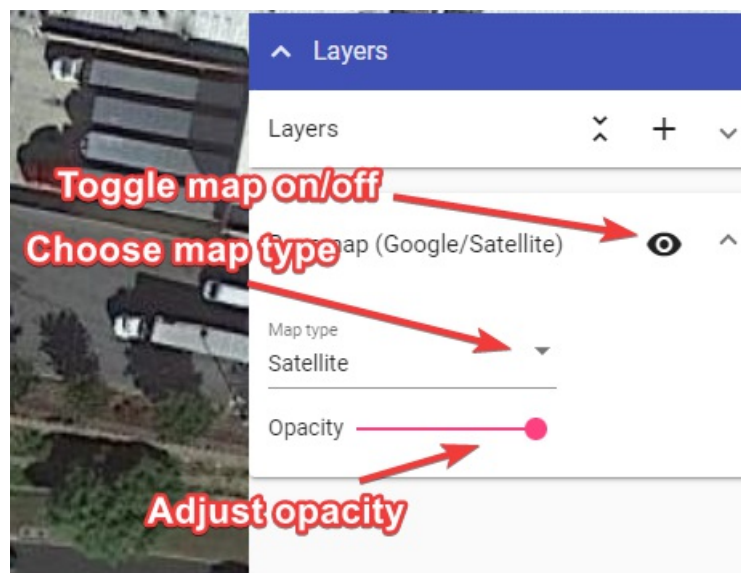 Layers
Layers
Toggle map on/off
map (Google/Satellite)
Choose map type
Map type
Satellite
Opacity
Adjust opacity